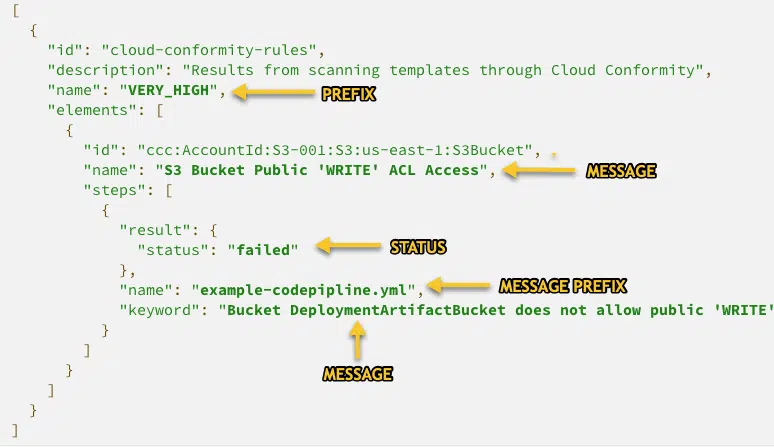 [
{
"id": "cloud-conformity-rules",
"description": "Results from scanning templates through Cloud Conformity",
"name": "VERY_HIGH", PREFIX
"elements": [
{
"id": "ccc:AccountId:S3-001:S3:us-east-1:S3Bucket",
"name": "S3 Bucket Public 'WRITE' ACL Access", MESSAGE
"steps": [
{
"result": {
"status": "failed" STATUS
},
"name": "example-codepipline.yml", MESSAGE PREFIX
"keyword": "Bucket DeploymentArtifactBucket does not allow public 'WRITE'
}
MESSAGE
]
}
]
}
]